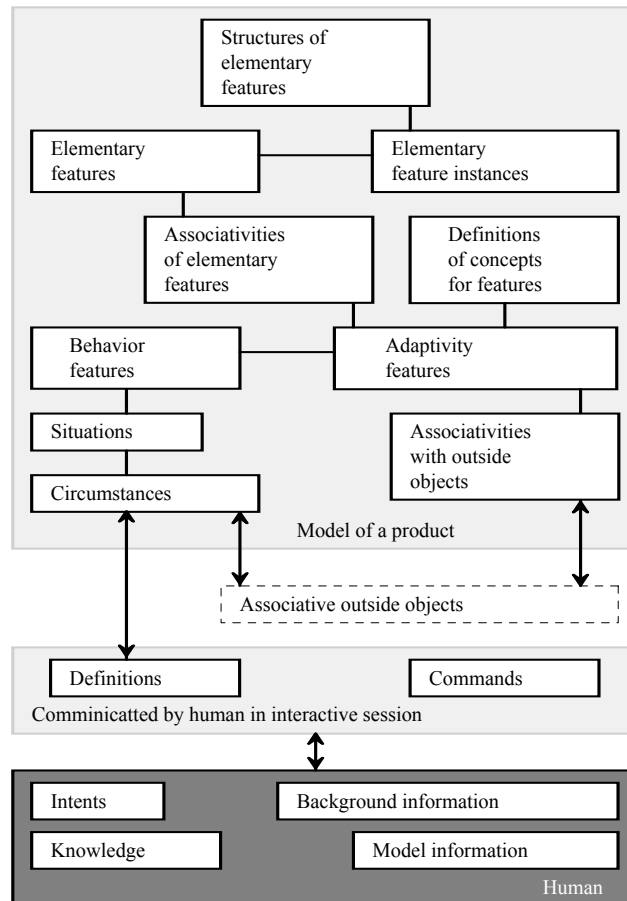 Structures of
elementary
features
Elementary
features
Elementary
feature instances
Associativities
of elementary
features
Definitions
of concepts
for features
Behavior
features
Adaptivity
features
Situations
Associativities
with outside
objects
Circumstances
Model of a product
Associative outside objects
Definitions
Commands
Comminicatted by human in interactive session
Intents
Background information
Knowledge
Model information
Human